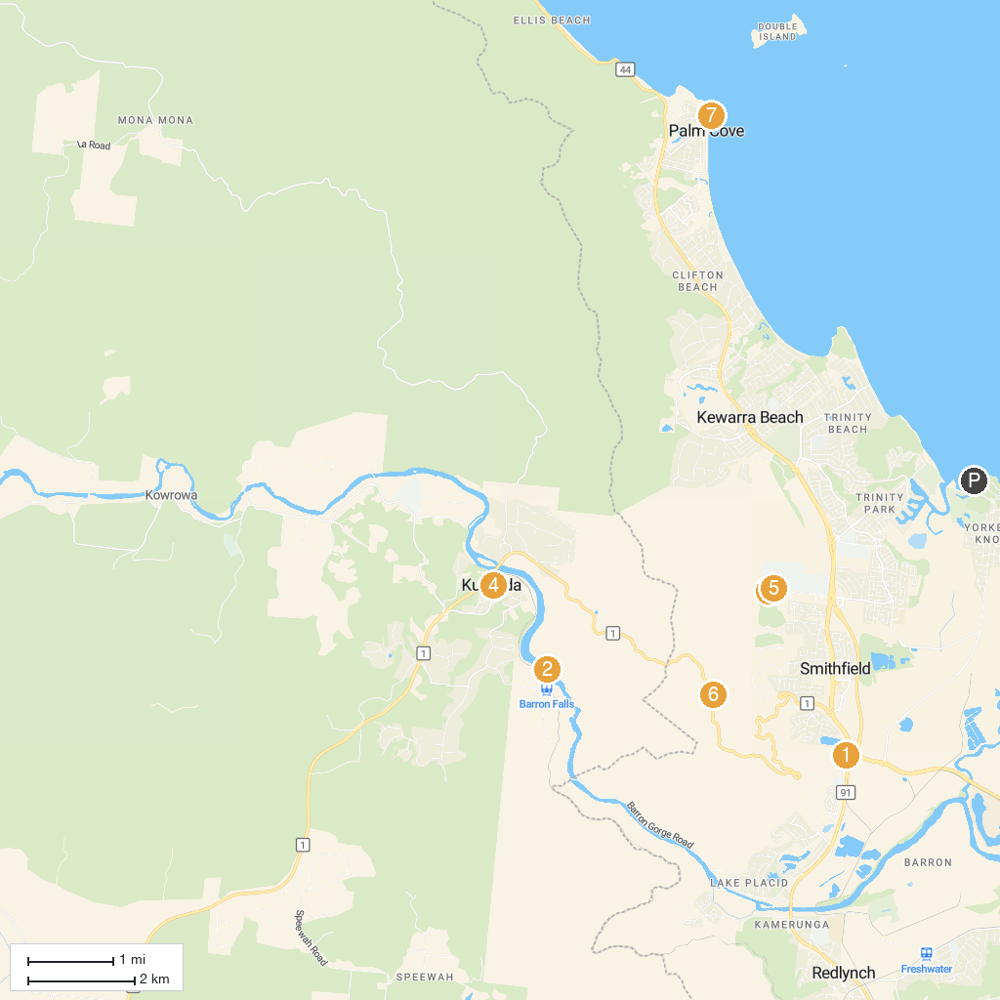 ELLIS BEACH
DOUBLE
ISLAND
44
7
Palm Cove
MONA MONA
La Road
CLIFTON
BEACH
Kewarra Beach
TRINITY
BEACH
P
Kowrowa
TRINITY
PARK
4
5
1
1
Smithfield
2
Barron Falls
6
1
1
91
Barron Gorge Road
1
BARRON
LAKE PLACID
KAMERUNGA
Speewah Road
Freshwater
Redlynch
SPEEWAH
1 mi
2 km